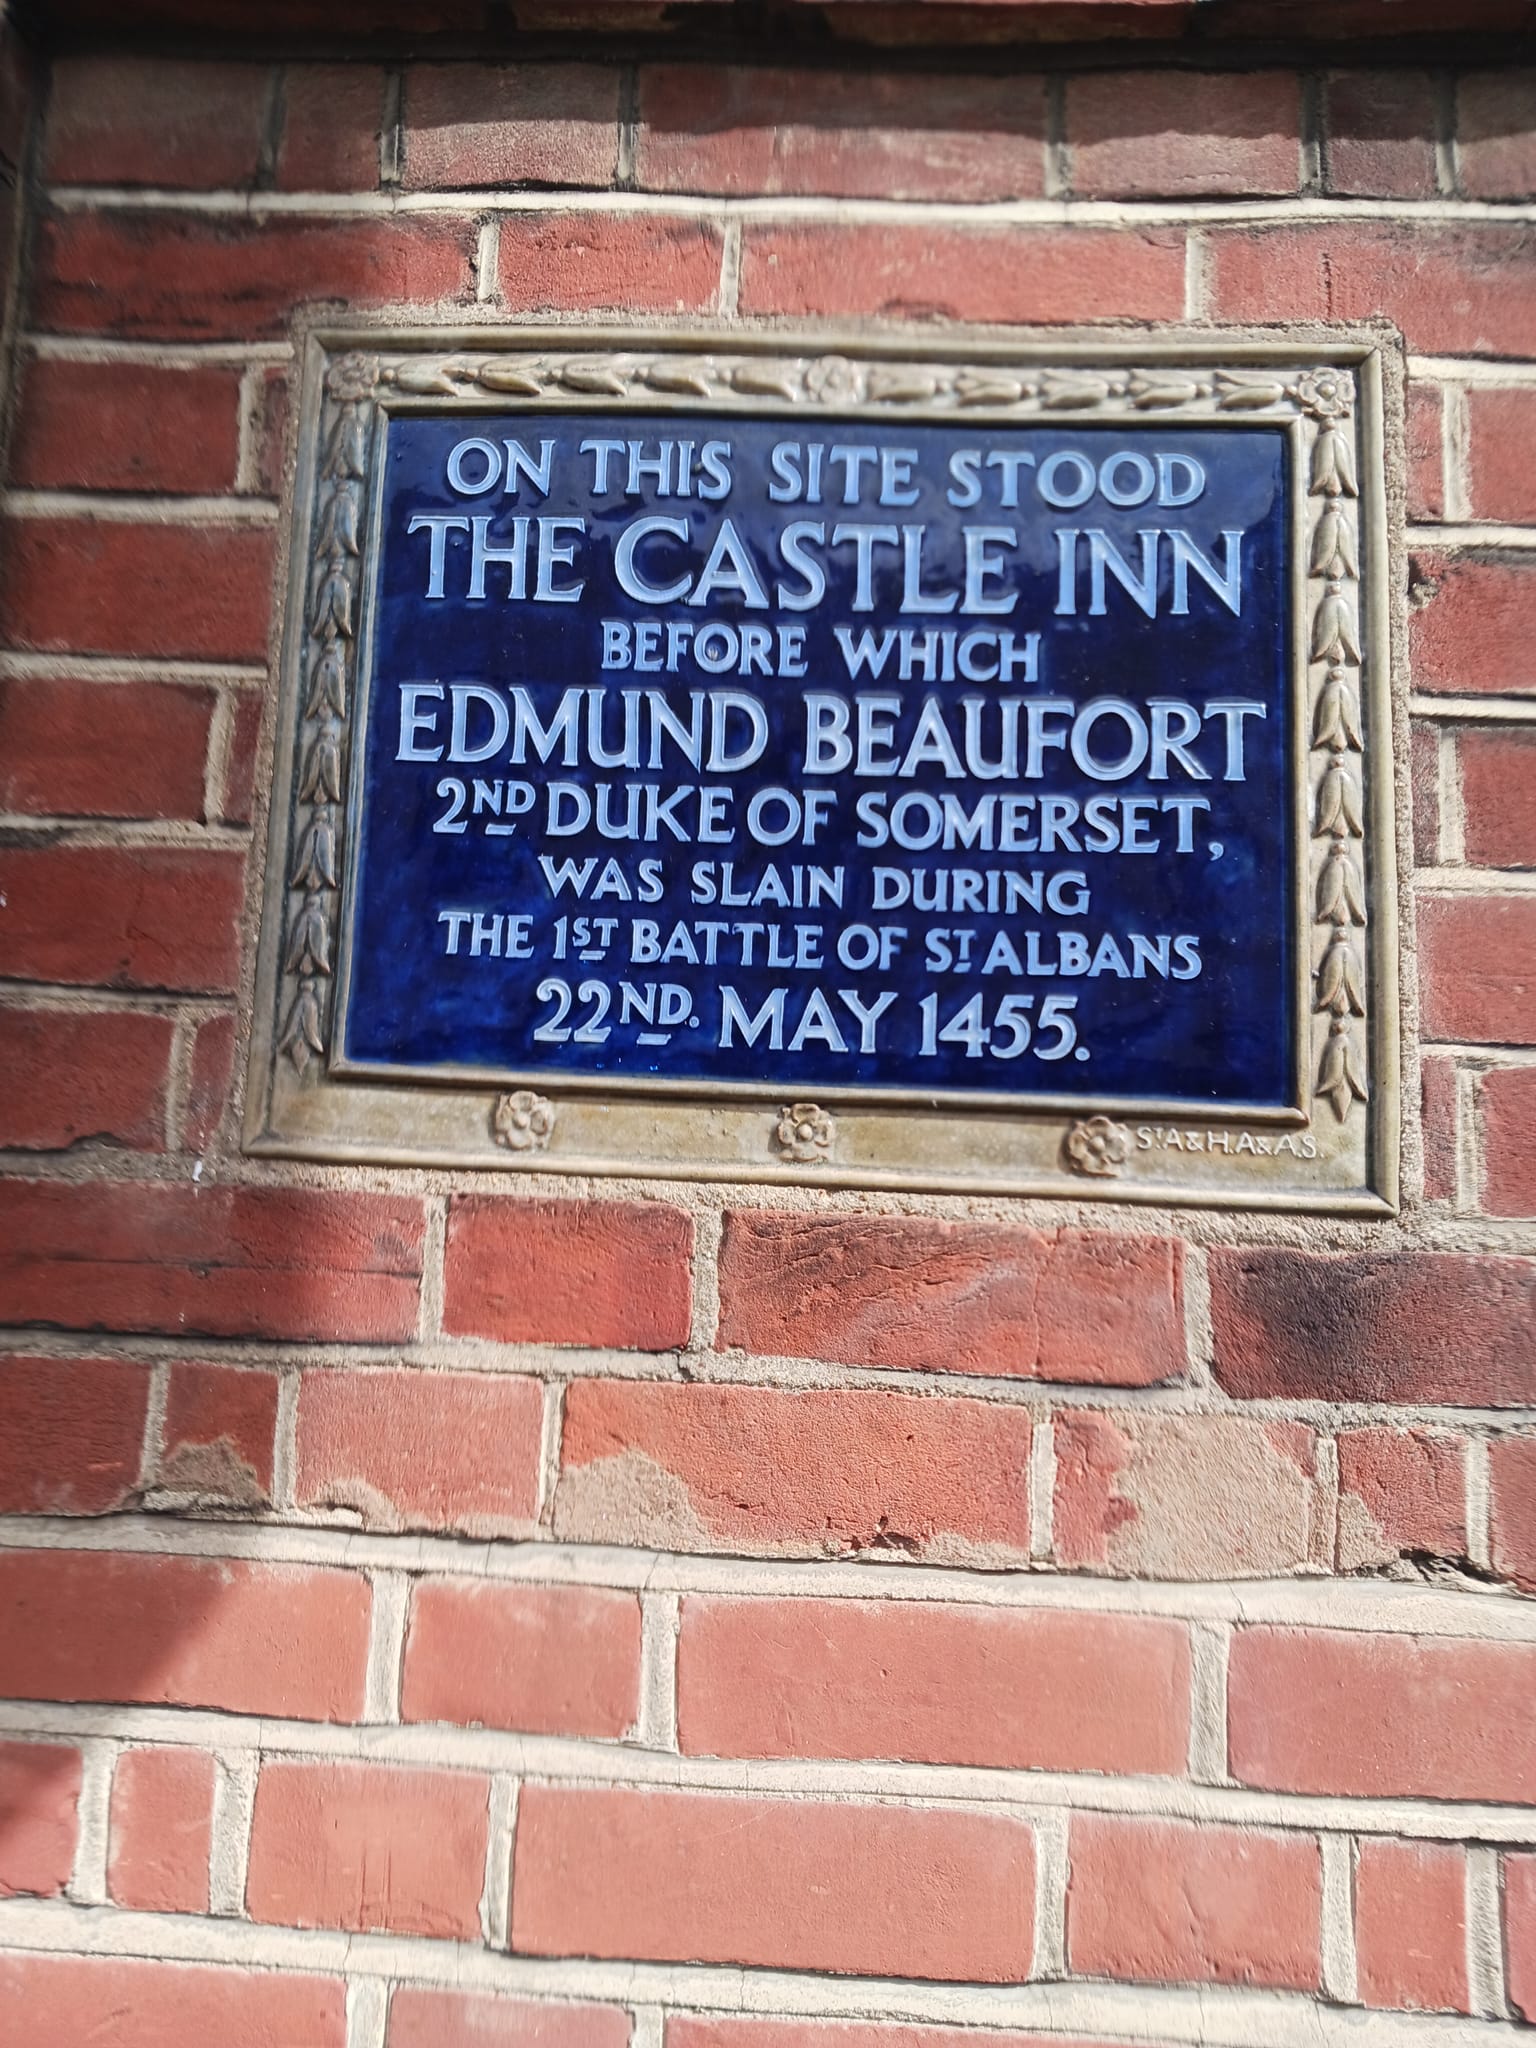 ON THIS SITE STOOD
THE CASTLE INN
BEFORE WHICH
EDMUND BEAUFORT
2ND DUKE OF SOMERSET,
WAS SLAIN DURING
THE 1ST BATTLE OF ST ALBANS
22ND. MAY 1455.
ST.A&H.A&A.S.